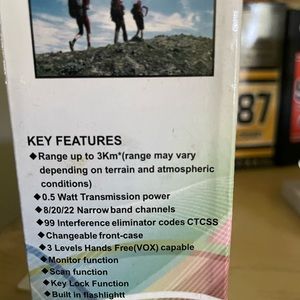 KEY FEATURES
◆Range up to 3Km*(range may vary
depending on terrain and atmospheric
conditions)
◆0.5 Watt Transmission power
◆8/20/22 Narrow band channels
◆99 Interference eliminator codes CTCSS
◆Changeable front-case
◆3 Levels Hands Free(VOX) capable
◆Monitor function
◆Scan function
◆Key Lock Function
◆Built in flashlightt
87